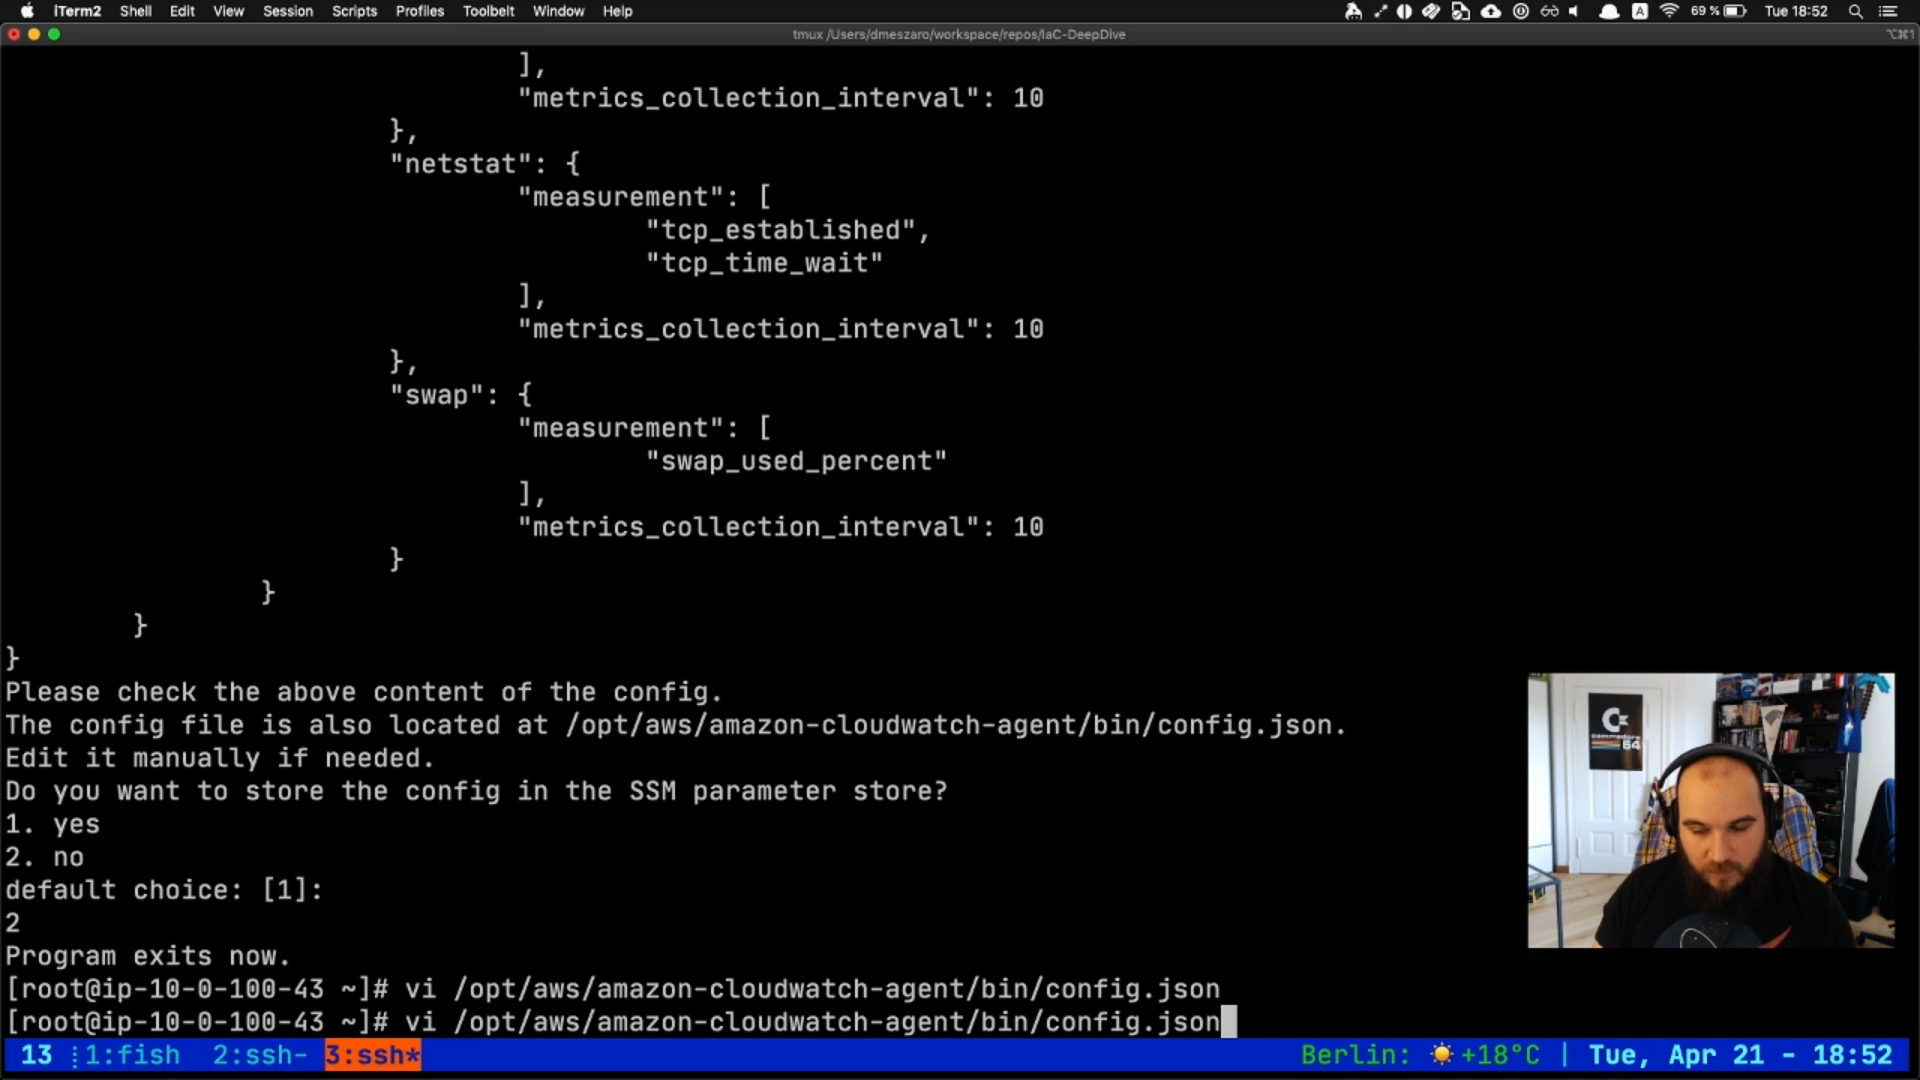 iTerm2 Shell Edit View Session Scripts Profiles Toolbelt Window Help
69 % Tue 18:52
tmux /Users/dmeszaro/workspace/repos/IaC-DeepDive
⌥⌘1
],
"metrics_collection_interval": 10
},
"netstat": {
"measurement": [
"tcp_established",
"tcp_time_wait"
],
"metrics_collection_interval": 10
},
"swap": {
"measurement": [
"swap_used_percent"
],
"metrics_collection_interval": 10
}
}
}
}
Please check the above content of the config.
The config file is also located at /opt/aws/amazon-cloudwatch-agent/bin/config.json.
Edit it manually if needed.
Do you want to store the config in the SSM parameter store?
1. yes
2. no
default choice: [1]:
2
Program exits now.
[root@ip-10-0-100-43 ~]# vi /opt/aws/amazon-cloudwatch-agent/bin/config.json
[root@ip-10-0-100-43 ~]# vi /opt/aws/amazon-cloudwatch-agent/bin/config.json
commodore
64
13 1:fish 2:ssh- 3:ssh*
Berlin: +18°C | Tue, Apr 21 - 18:52